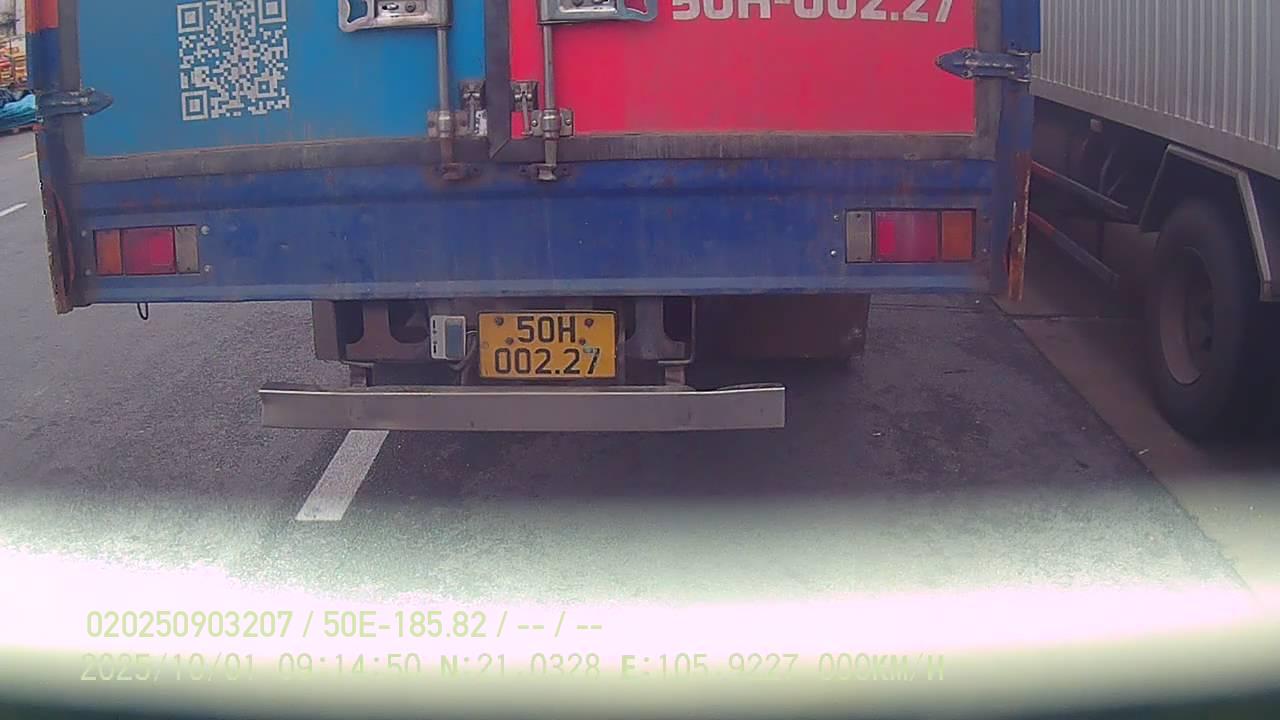 50H-002.27
50H
002.27
020250903207 / 50E-185.82 / -- / --
2025/10/01 09:14:50 N:21.0328 E:105.9227 000KM/H